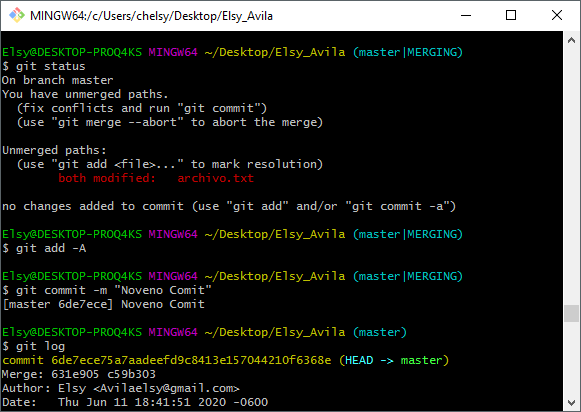 MINGW64:/c/Users/chelsy/Desktop/Elsy_Avila
Elsy@DESKTOP-PROQ4KS MINGW64 ~/Desktop/Elsy_Avila (master|MERGING)
$ git status
On branch master
You have unmerged paths.
  (fix conflicts and run "git commit")
  (use "git merge --abort" to abort the merge)

Unmerged paths:
  (use "git add <file>..." to mark resolution)
        both modified:   archivo.txt

no changes added to commit (use "git add" and/or "git commit -a")

Elsy@DESKTOP-PROQ4KS MINGW64 ~/Desktop/Elsy_Avila (master|MERGING)
$ git add -A

Elsy@DESKTOP-PROQ4KS MINGW64 ~/Desktop/Elsy_Avila (master|MERGING)
$ git commit -m "Noveno Comit"
[master 6de7ece] Noveno Comit

Elsy@DESKTOP-PROQ4KS MINGW64 ~/Desktop/Elsy_Avila (master)
$ git log
commit 6de7ece75a7aadeefd9c8413e157044210f6368e (HEAD -> master)
Merge: 631e905 c59b303
Author: Elsy <Avilaelsy@gmail.com>
Date:   Thu Jun 11 18:41:51 2020 -0600